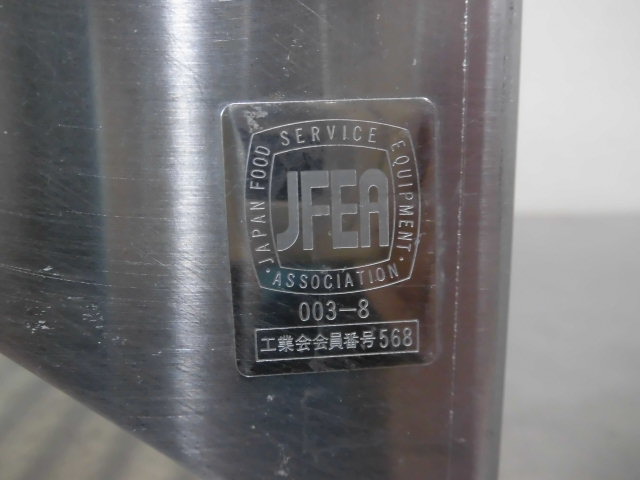 JAPAN FOOD SERVICE EQUIPMENT
JFEA
ASSOCIATION
003-8
工業会会員番号568